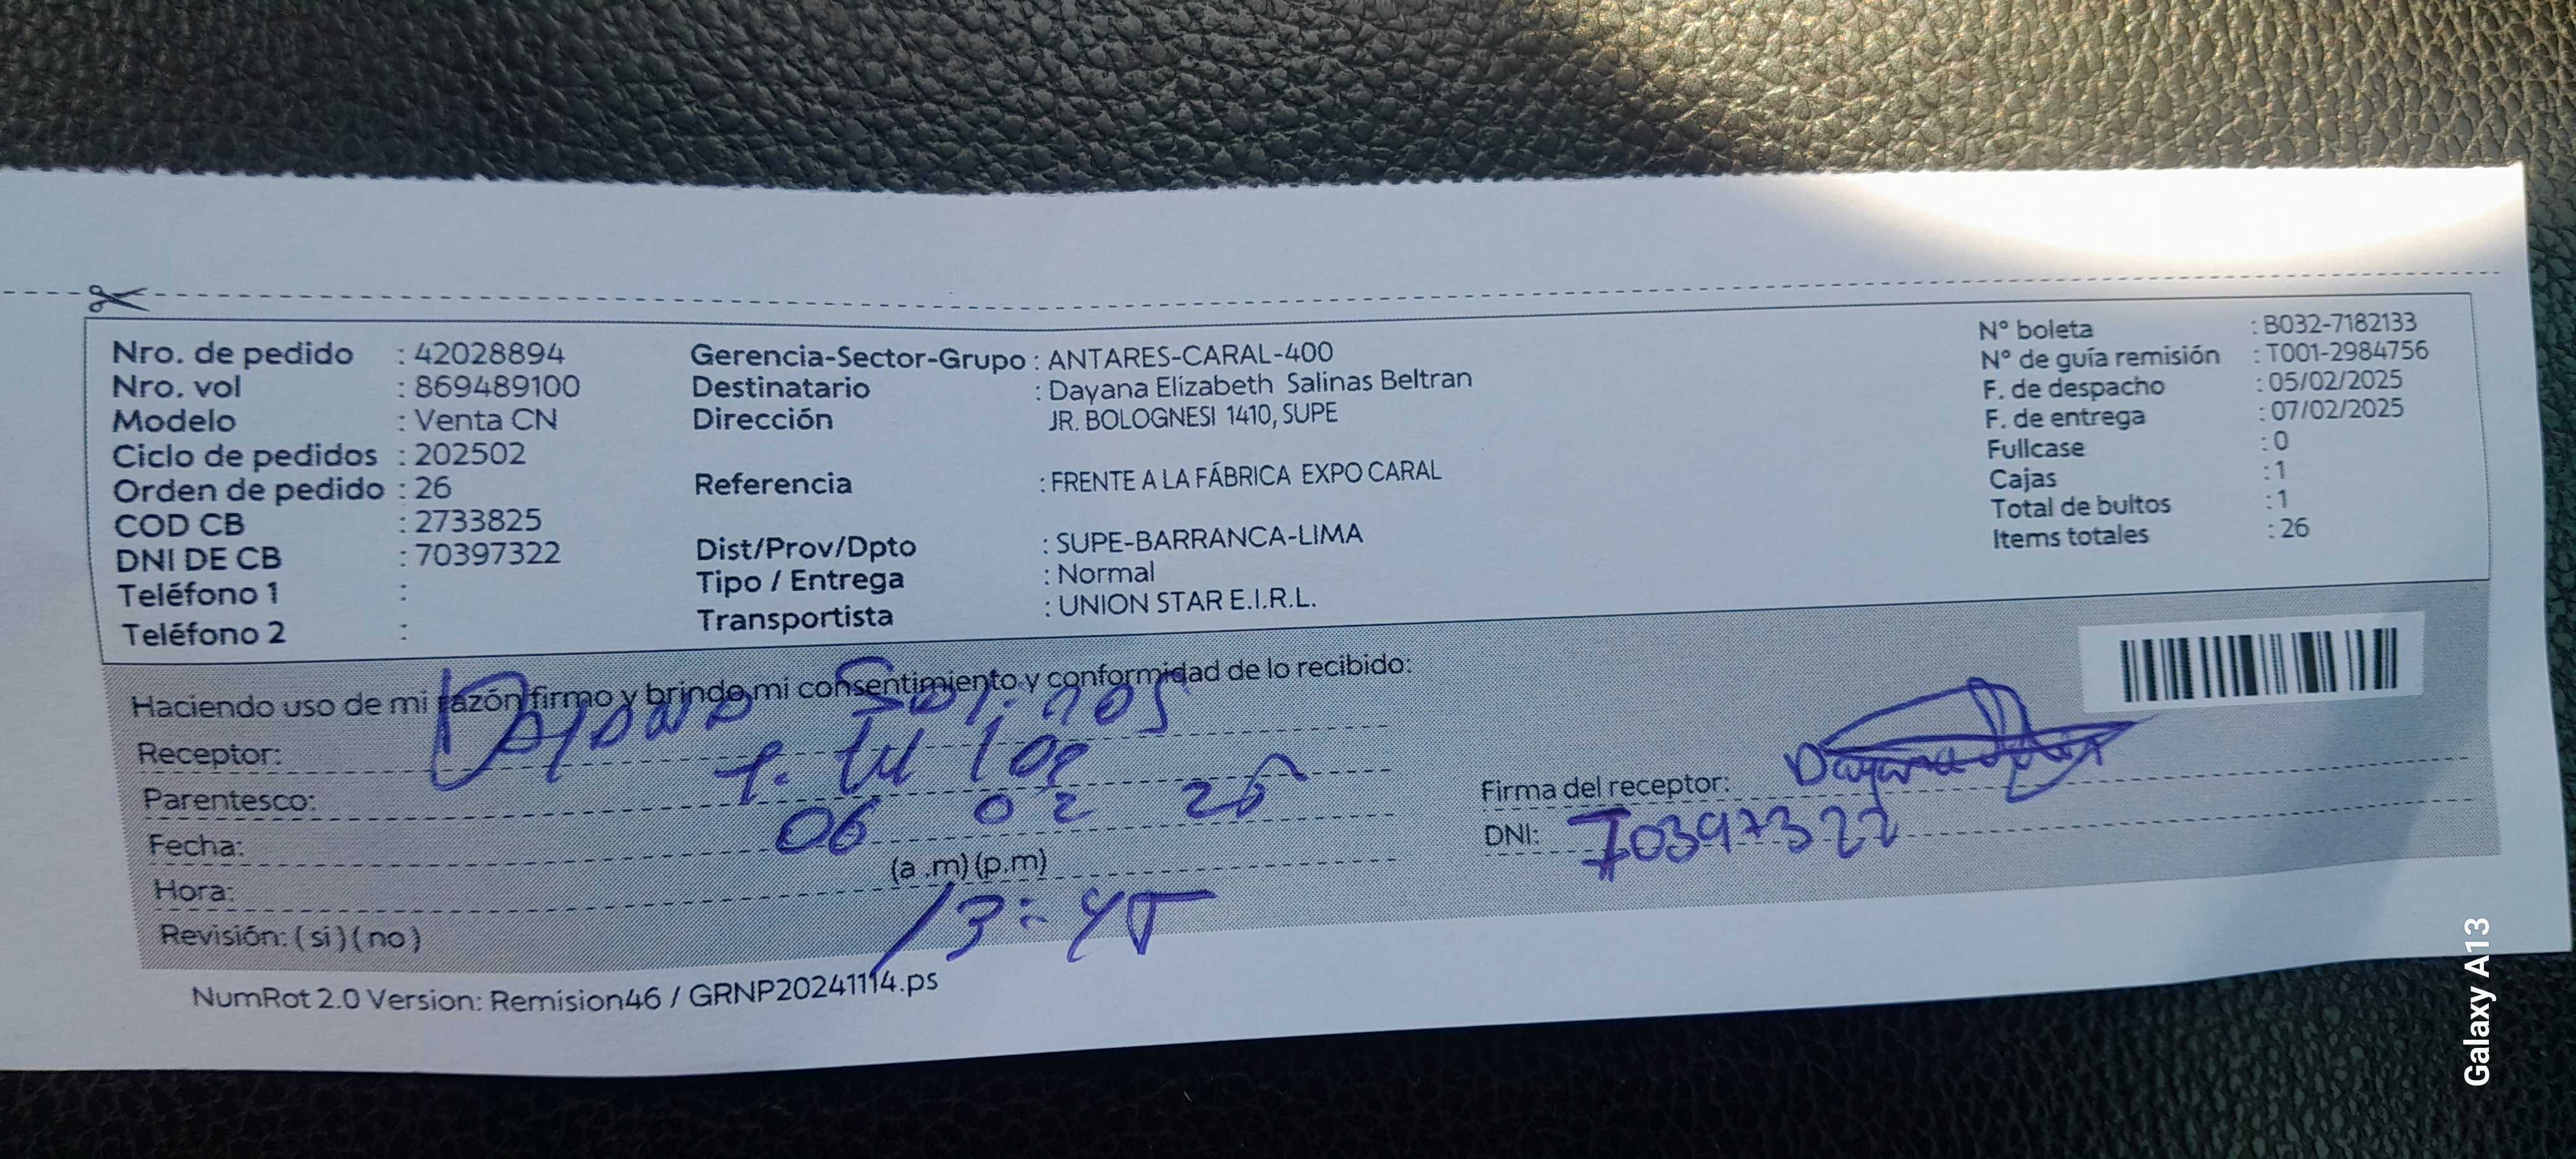 Nro. de pedido : 42028894
Nro. vol : 869489100
Modelo : Venta CN
Ciclo de pedidos : 202502
Orden de pedido : 26
COD CB : 2733825
DNI DE CB : 70397322
Teléfono 1 :
Teléfono 2 :
Gerencia-Sector-Grupo : ANTARES-CARAL-400
Destinatario : Dayana Elizabeth Salinas Beltran
Dirección JR. BOLOGNESI 1410, SUPE
Referencia : FRENTE A LA FÁBRICA EXPO CARAL
Dist/Prov/Dpto : SUPE-BARRANCA-LIMA
Tipo / Entrega : Normal
Transportista : UNION STAR E.I.R.L.
N° boleta : B032-7182133
N° de guía remisión : T001-2984756
F. de despacho : 05/02/2025
F. de entrega : 07/02/2025
Fullcase : 0
Cajas : 1
Total de bultos : 1
Items totales : 26
Haciendo uso de mi razón firmo y brindo mi consentimiento y conformidad de lo recibido:
Receptor: Dayana Salinas
Parentesco:
Fecha: 06 02 25
Hora: (a .m) (p.m) 13:45
Revisión: ( si ) ( no )
Firma del receptor: Dayana
DNI: 70397322
NumRot 2.0 Version: Remision46 / GRNP20241114.ps
Galaxy A13